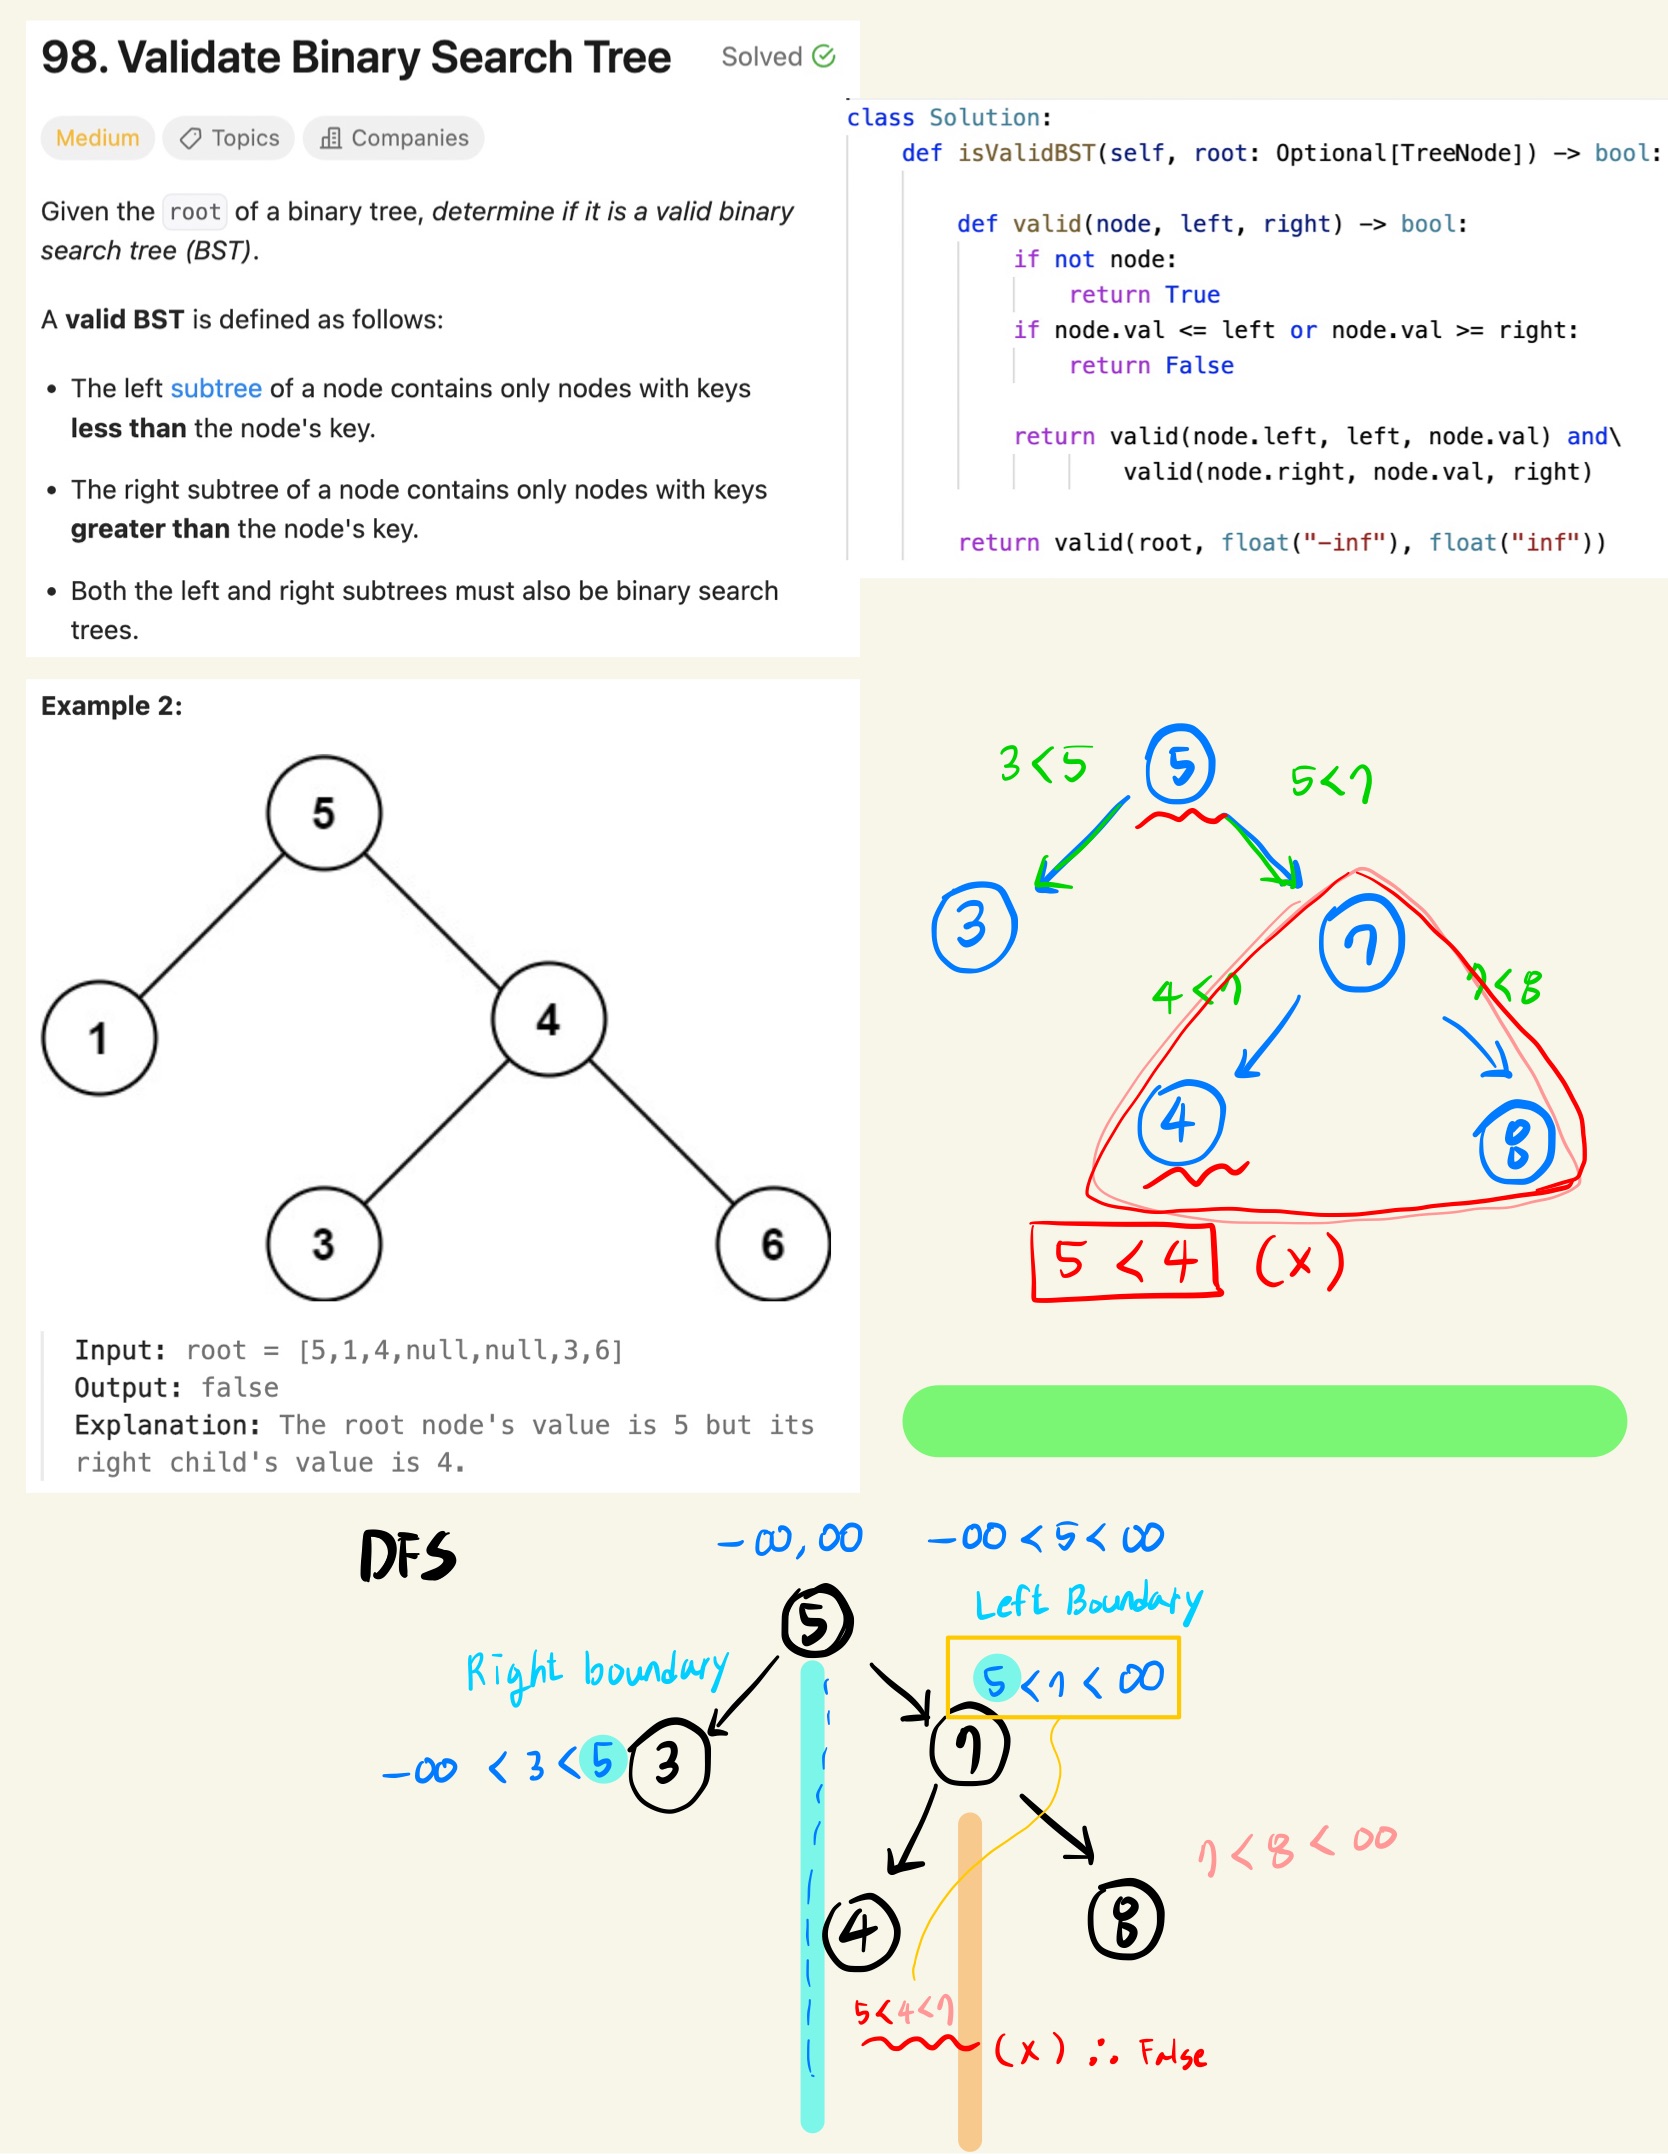 98. Validate Binary Search Tree
Solved
Medium
Topics
Companies
Given the root of a binary tree, determine if it is a valid binary
search tree (BST).
A valid BST is defined as follows:
• The left subtree of a node contains only nodes with keys
less than the node's key.
• The right subtree of a node contains only nodes with keys
greater than the node's key.
• Both the left and right subtrees must also be binary search
trees.
class Solution:
def isValidBST(self, root: Optional[TreeNode]) -> bool:
def valid(node, left, right) -> bool:
if not node:
return True
if node.val <= left or node.val >= right:
return False
return valid(node.left, left, node.val) and\
valid(node.right, node.val, right)
return valid(root, float("-inf"), float("inf"))
Example 2:
5
1
4
3
6
Input: root = [5,1,4,null,null,3,6]
Output: false
Explanation: The root node's value is 5 but its
right child's value is 4.
3<5
5
5<7
3
7
4<7
7<8
4
8
5 < 4 (x)
DFS
-∞,∞
-∞ < 5 < ∞
5
Left Boundary
Right boundary
5 < 7 < ∞
-∞ < 3 < 5
3
7
7 < 8 < ∞
4
8
5<4<7
(x) ∴ False